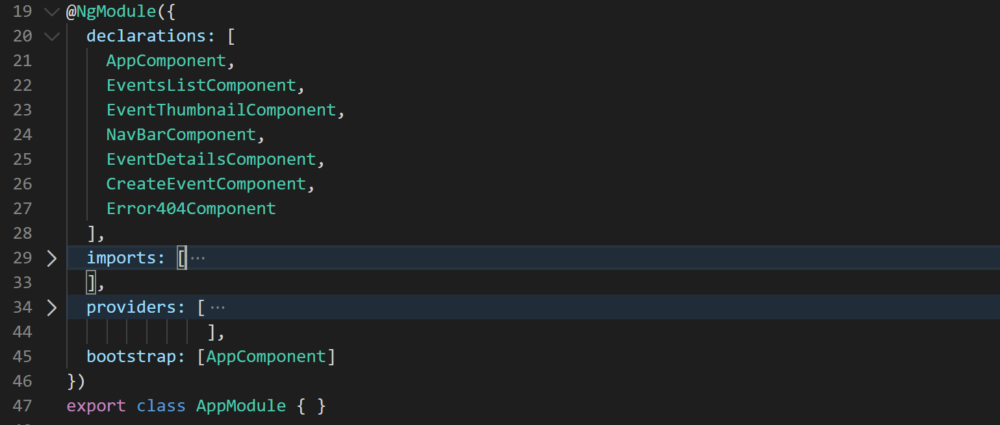 19 @NgModule({
20 declarations: [
21 AppComponent,
22 EventsListComponent,
23 EventThumbnailComponent,
24 NavBarComponent,
25 EventDetailsComponent,
26 CreateEventComponent,
27 Error404Component
28 ],
29 imports: [···
33 ],
34 providers: [···
44 ],
45 bootstrap: [AppComponent]
46 })
47 export class AppModule { }